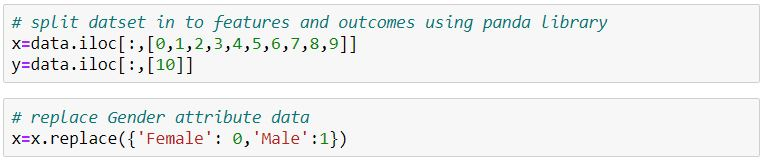 # split datset in to features and outcomes using panda library
x=data.iloc[:,[0,1,2,3,4,5,6,7,8,9]]
y=data.iloc[:,[10]]
# replace Gender attribute data
x=x.replace({'Female': 0,'Male':1})